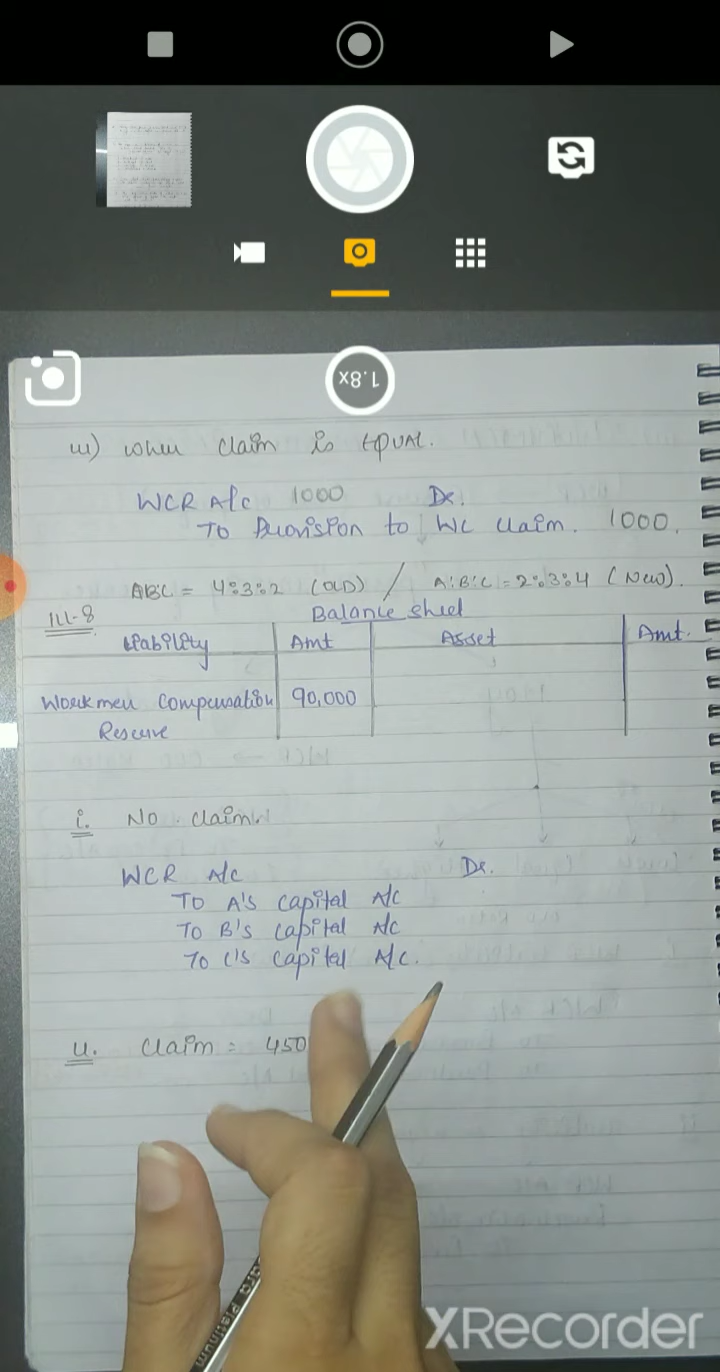 1.8X
III) when claim is Equal.
WCR A/c 1000 Dr.
To Provision to WC Claim. 1000.
ABC = 4:3:2 (OLD) / A:B:C = 2:3:4 (New).
ILL-8 Balance sheet
Liability Amt Asset Amt.
Workmen Compensation 90,000
Reserve
i. No. claim
WCR A/c Dr.
To A's capital A/c
To B's capital A/c
To C's capital A/c.
II. Claim = 450
XRecorder